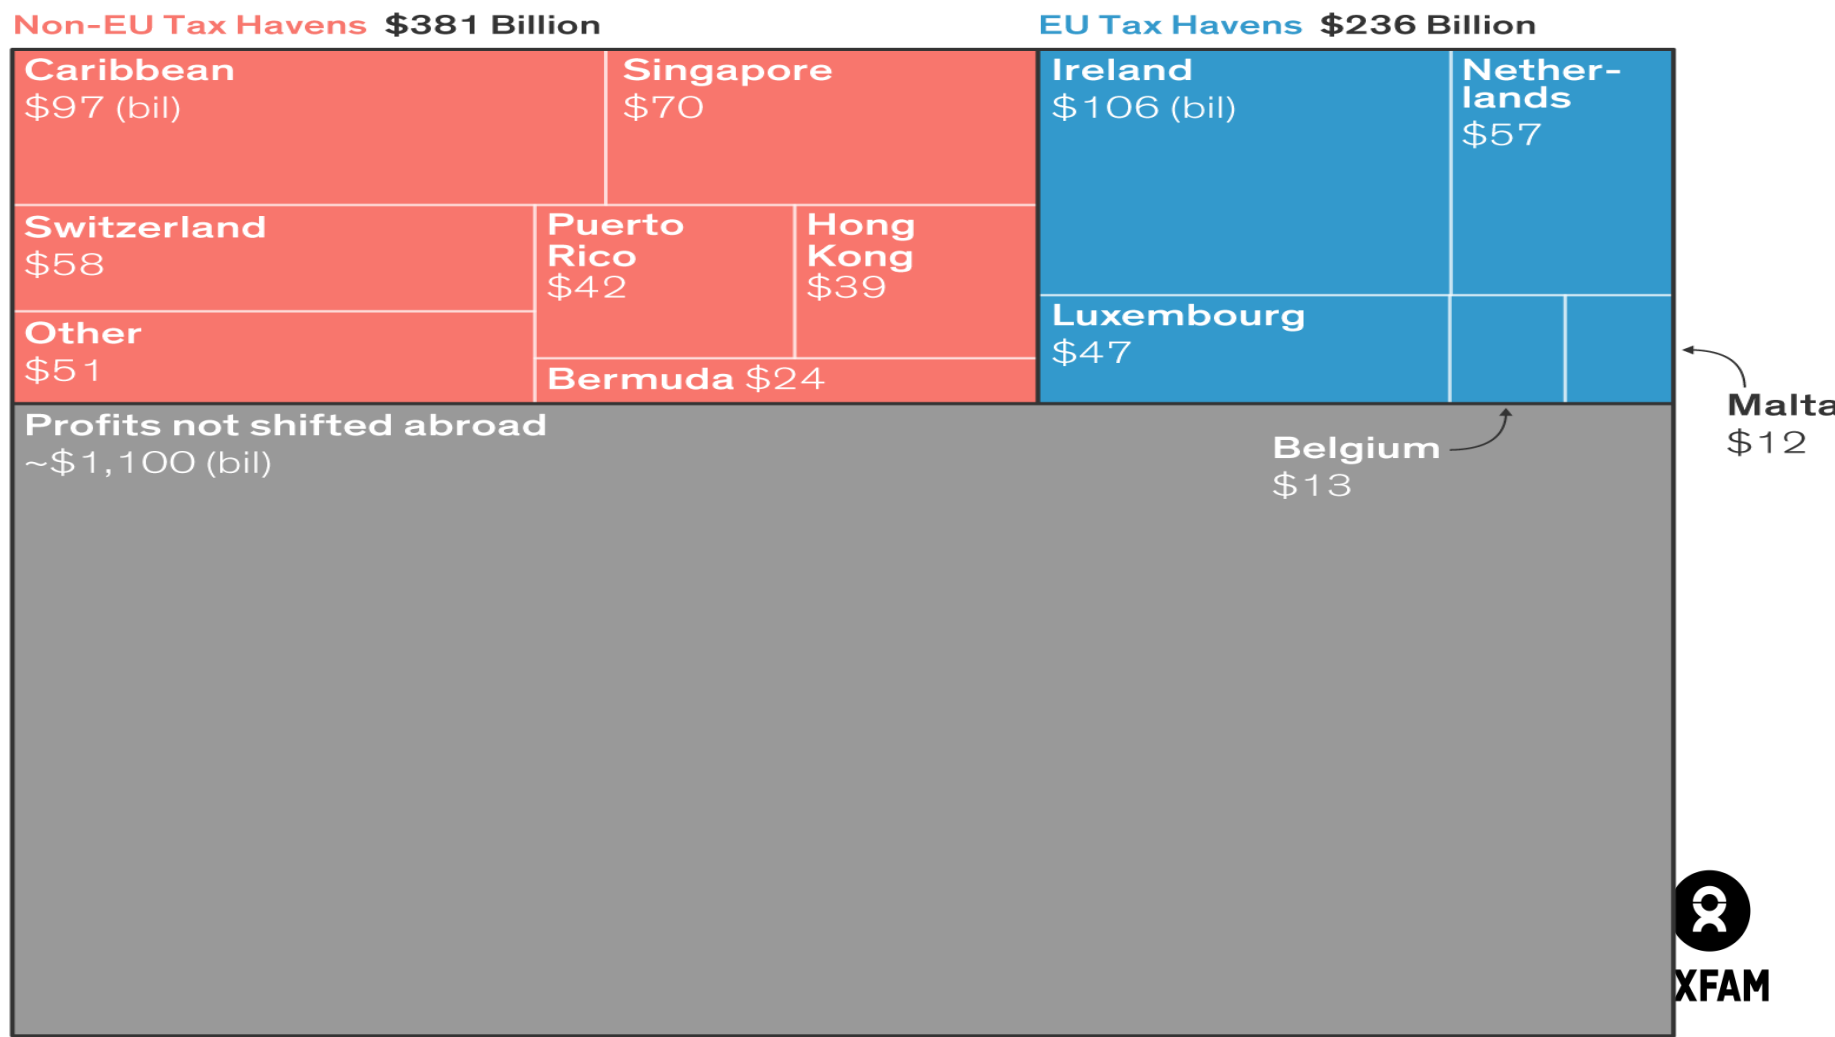 Non-EU Tax Havens $381 Billion
EU Tax Havens $236 Billion
Caribbean
$97 (bil)
Singapore
$70
Ireland
$106 (bil)
Nether-
lands
$57
Switzerland
$58
Puerto
Rico
$42
Hong
Kong
$39
Other
$51
Bermuda $24
Luxembourg
$47
Malta
$12
Belgium
$13
Profits not shifted abroad
~$1,100 (bil)
XFAM